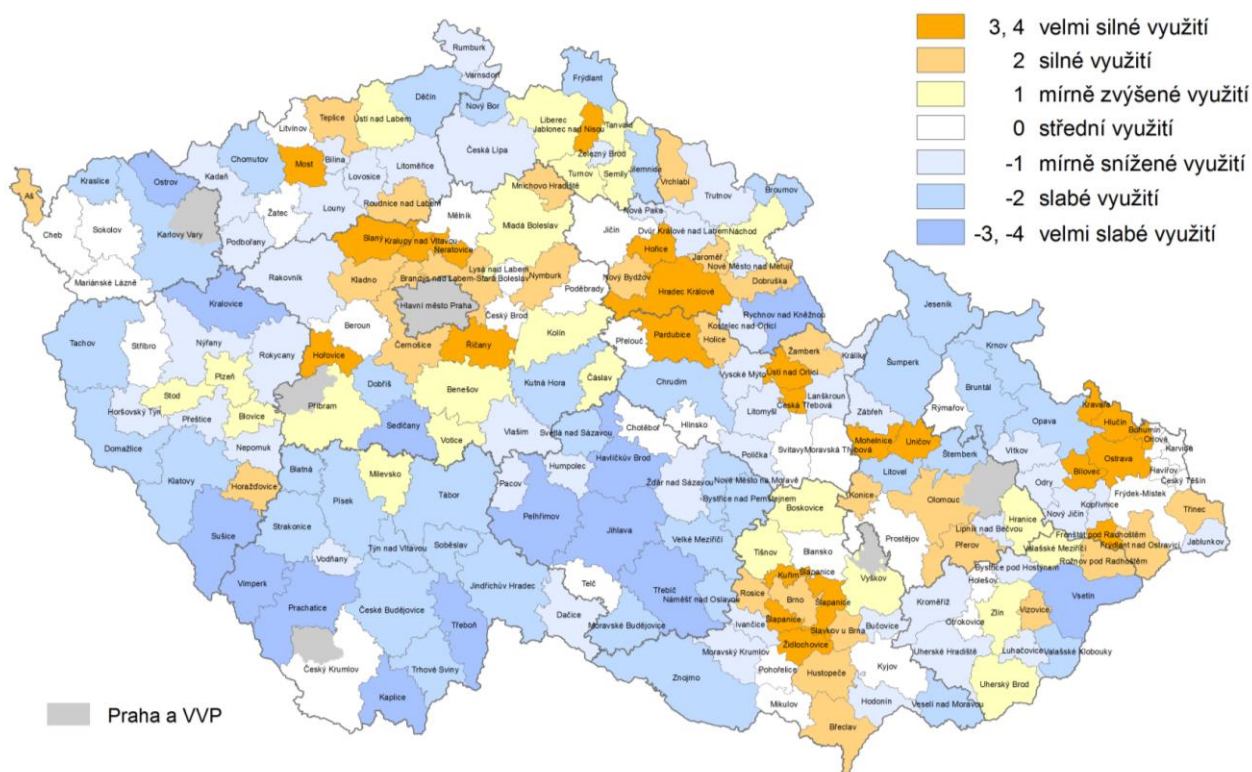 3, 4 velmi silné využití
2 silné využití
1 mírně zvýšené využití
0 střední využití
-1 mírně snížené využití
-2 slabé využití
-3, -4 velmi slabé využití
Rumburk
Varnsdorf
Frýdlant
Děčín
Nový Bor
Teplice
Ústí nad Labem
Litvínov
Liberec
Jablonec nad Nisou
Tanvald
Česká Lípa
Železný Brod
Most
Bílina
Litoměřice
Chomutov
Lovosice
Turnov
Semily
Jilemnice
Vrchlabí
Trutnov
Broumov
Kraslice
Ostrov
Kadaň
Mnichovo Hradiště
Roudnice nad Labem
Louny
Žatec
Mělník
Mladá Boleslav
Nová Paka
Jičín
Dvůr Králové nad Labem
Náchod
Aš
Cheb
Sokolov
Karlovy Vary
Podbořany
Slaný
Kralupy nad Vltavou
Neratovice
Hořice
Jaroměř
Nové Město nad Metují
Dobruška
Mariánské Lázně
Rakovník
Kladno
Lysá nad Labem
Brandýs nad Labem-Stará Boleslav
Nymburk
Poděbrady
Nový Bydžov
Hradec Králové
Kralovice
Hlavní město Praha
Český Brod
Rychnov nad Kněžnou
Kostelec nad Orlicí
Beroun
Kolín
Přelouč
Pardubice
Holice
Tachov
Stříbro
Nýřany
Rokycany
Hořovice
Černošice
Říčany
Žamberk
Králíky
Jeseník
Plzeň
Dobříš
Benešov
Kutná Hora
Čáslav
Chrudim
Vysoké Mýto
Ústí nad Orlicí
Lanškroun
Česká Třebová
Šumperk
Krnov
Bruntál
Stod
Příbram
Horšovský Týn
Přeštice
Blovice
Sedlčany
Votice
Vlašim
Světlá nad Sázavou
Chotěboř
Hlinsko
Litomyšl
Zábřeh
Rýmařov
Kravaře
Hlučín
Opava
Bohumín
Orlová
Karviná
Nepomuk
Domažlice
Polička
Svitavy
Moravská Třebová
Mohelnice
Uničov
Šternberk
Vítkov
Ostrava
Bílovec
Havířov
Český Těšín
Klatovy
Horažďovice
Blatná
Milevsko
Humpolec
Havlíčkův Brod
Žďár nad Sázavou
Nové Město na Moravě
Bystřice nad Pernštejnem
Litovel
Odry
Frýdek-Místek
Písek
Tábor
Pacov
Pelhřimov
Jihlava
Boskovice
Konice
Olomouc
Nový Jičín
Kopřivnice
Třinec
Sušice
Strakonice
Týn nad Vltavou
Soběslav
Velké Meziříčí
Tišnov
Blansko
Prostějov
Lipník nad Bečvou
Hranice
Frenštát pod Radhoštěm
Frýdlant nad Ostravicí
Jablunkov
Přerov
Valašské Meziříčí
Rožnov pod Radhoštěm
Vodňany
Jindřichův Hradec
Telč
Třebíč
Náměšť nad Oslavou
Kuřim
Šlapanice
Vyškov
Bystřice pod Hostýnem
Holešov
Vsetín
Vimperk
Prachatice
České Budějovice
Třeboň
Dačice
Moravské Budějovice
Rosice
Brno
Šlapanice
Šlapanice
Ivančice
Slavkov u Brna
Bučovice
Kroměříž
Zlín
Vizovice
Otrokovice
Židlochovice
Moravský Krumlov
Uherské Hradiště
Luhačovice
Valašské Klobouky
Český Krumlov
Trhové Sviny
Kaplice
Znojmo
Pohořelice
Hustopeče
Kyjov
Uherský Brod
Mikulov
Hodonín
Veselí nad Moravou
Břeclav
Praha a VVP